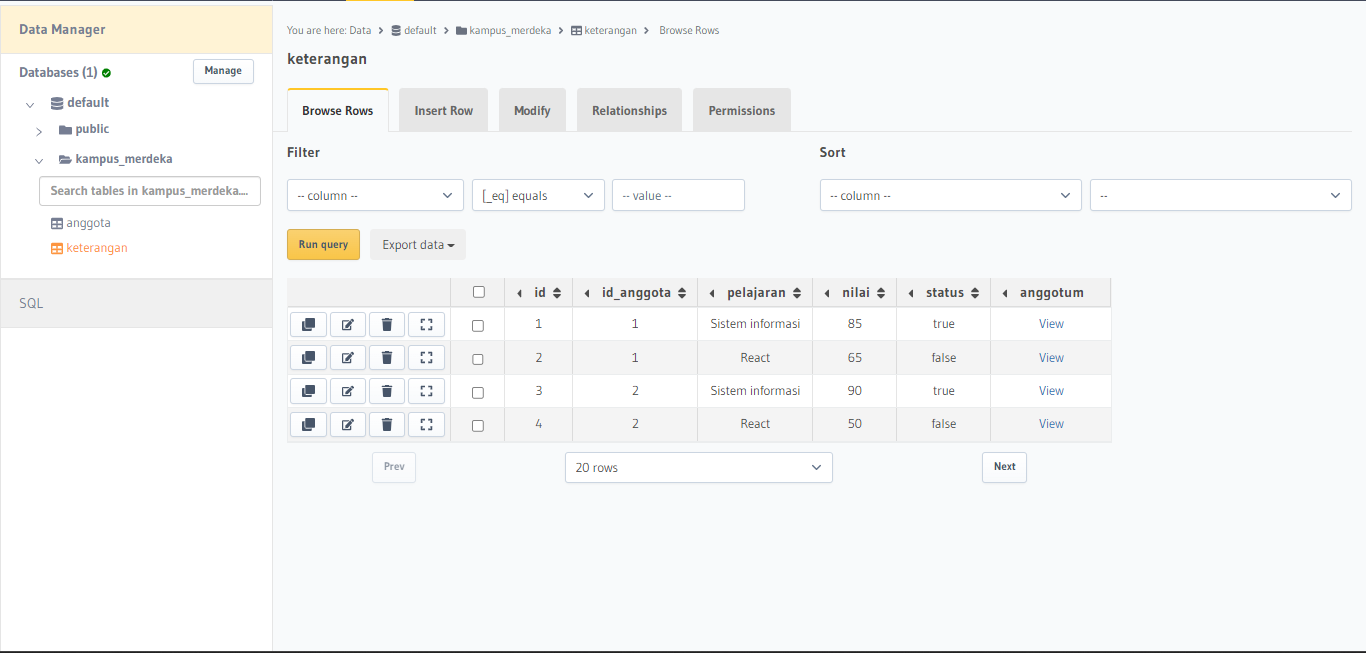 Data Manager
Databases (1)
Manage
default
public
kampus_merdeka
Search tables in kampus_merdeka....
anggota
keterangan
SQL
You are here: Data > default > kampus_merdeka > keterangan > Browse Rows
keterangan
Browse Rows Insert Row Modify Relationships Permissions
Filter Sort
-- column -- [_eq] equals -- value -- -- column -- --
Run query Export data
id id_anggota pelajaran nilai status anggotum
1 1 Sistem informasi 85 true View
2 1 React 65 false View
3 2 Sistem informasi 90 true View
4 2 React 50 false View
Prev 20 rows Next